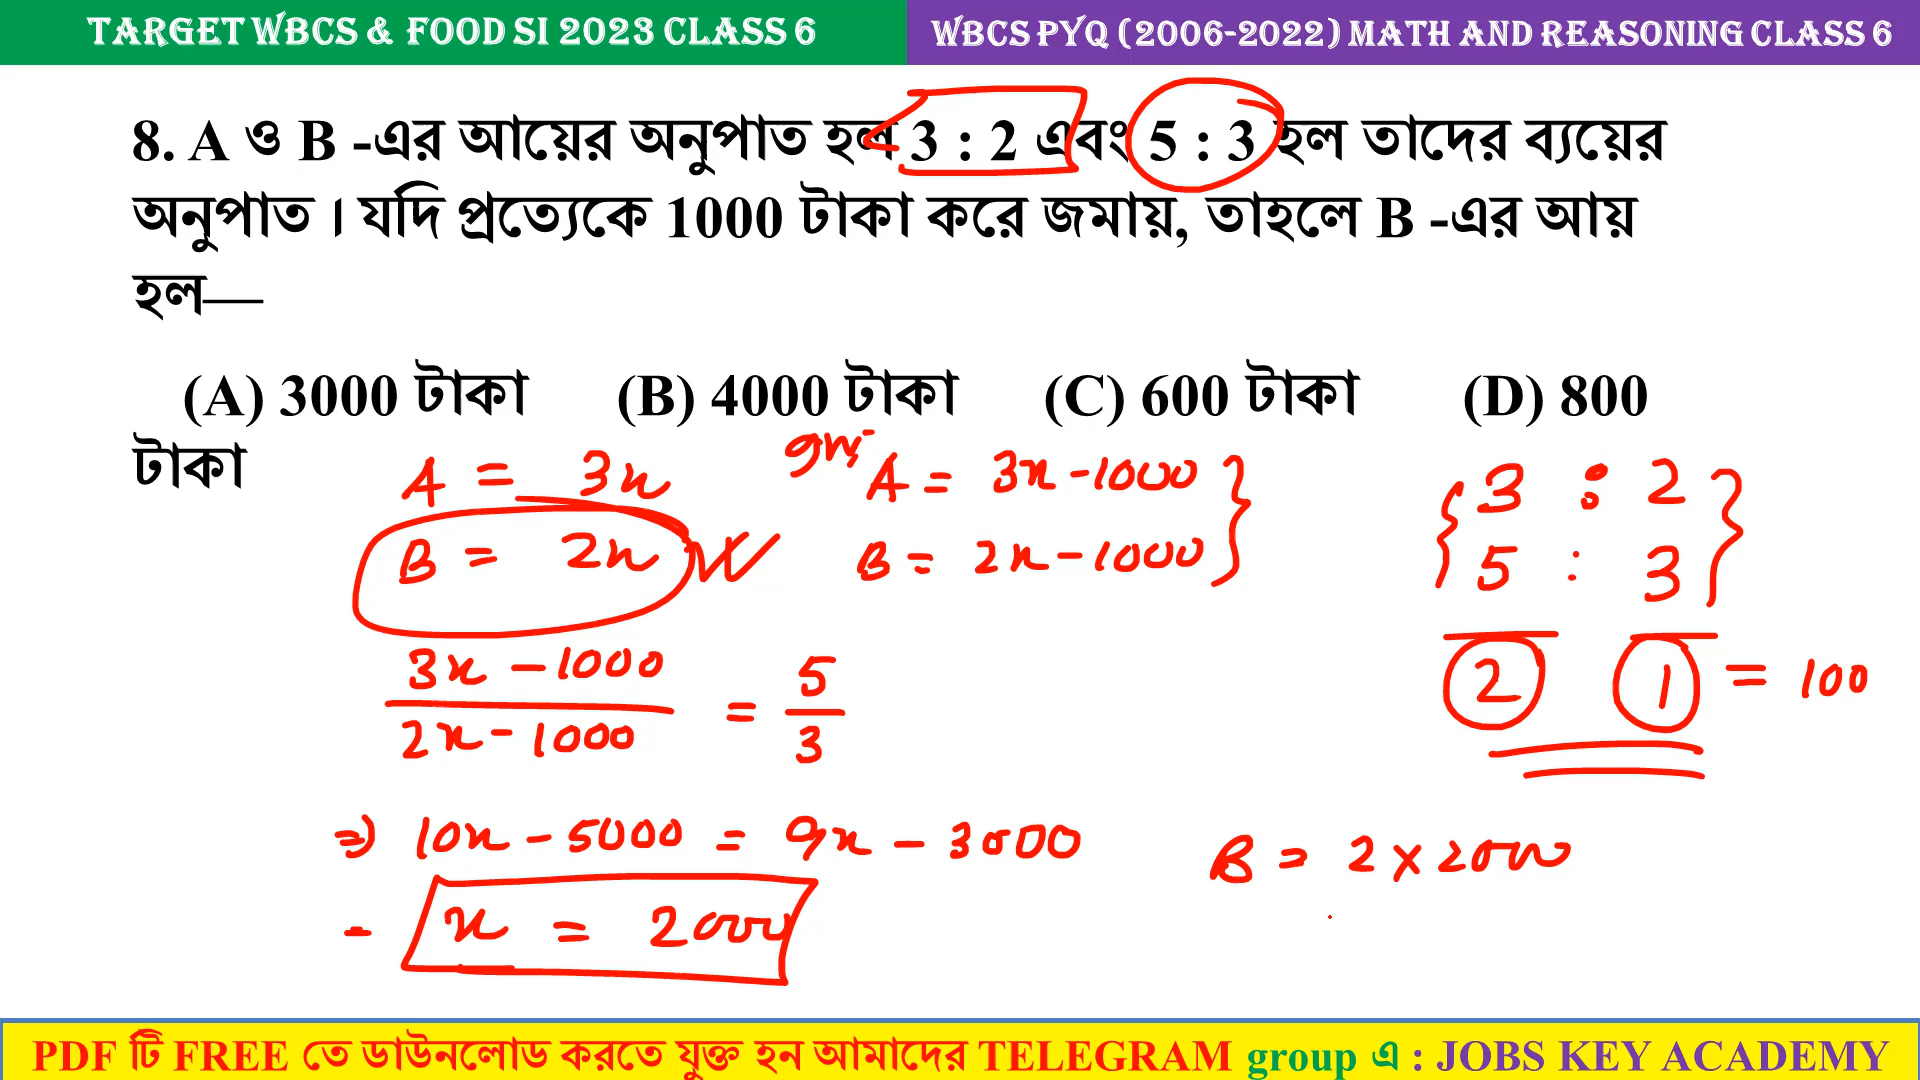 TARGET WBCS & FOOD SI 2023 CLASS 6
WBCS PYQ (2006-2022) MATH AND REASONING CLASS 6
8. A ও B -এর আয়ের অনুপাত হল 3 : 2 এবং 5 : 3 হল তাদের ব্যয়ের
অনুপাত । যদি প্রত্যেকে 1000 টাকা করে জমায়, তাহলে B -এর আয়
হল—
(A) 3000 টাকা (B) 4000 টাকা (C) 600 টাকা (D) 800
টাকা
A = 3x
B = 2x
A = 3x - 1000
B = 2x - 1000
3 : 2
5 : 3
2 1 = 100
3x - 1000
2x - 1000
= 5
3
⇒ 10x - 5000 = 9x - 3000
- x = 2000
B = 2 × 2000
PDF টি FREE তে ডাউনলোড করতে যুক্ত হন আমাদের TELEGRAM group এ : JOBS KEY ACADEMY